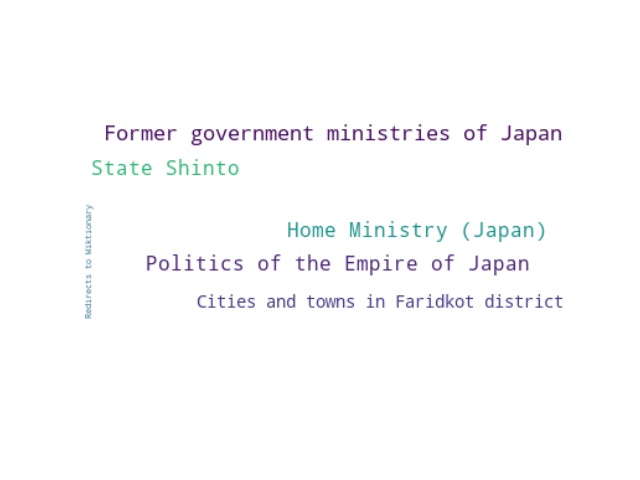 Former government ministries of Japan
State Shinto
Redirects to Wiktionary
Home Ministry (Japan)
Politics of the Empire of Japan
Cities and towns in Faridkot district